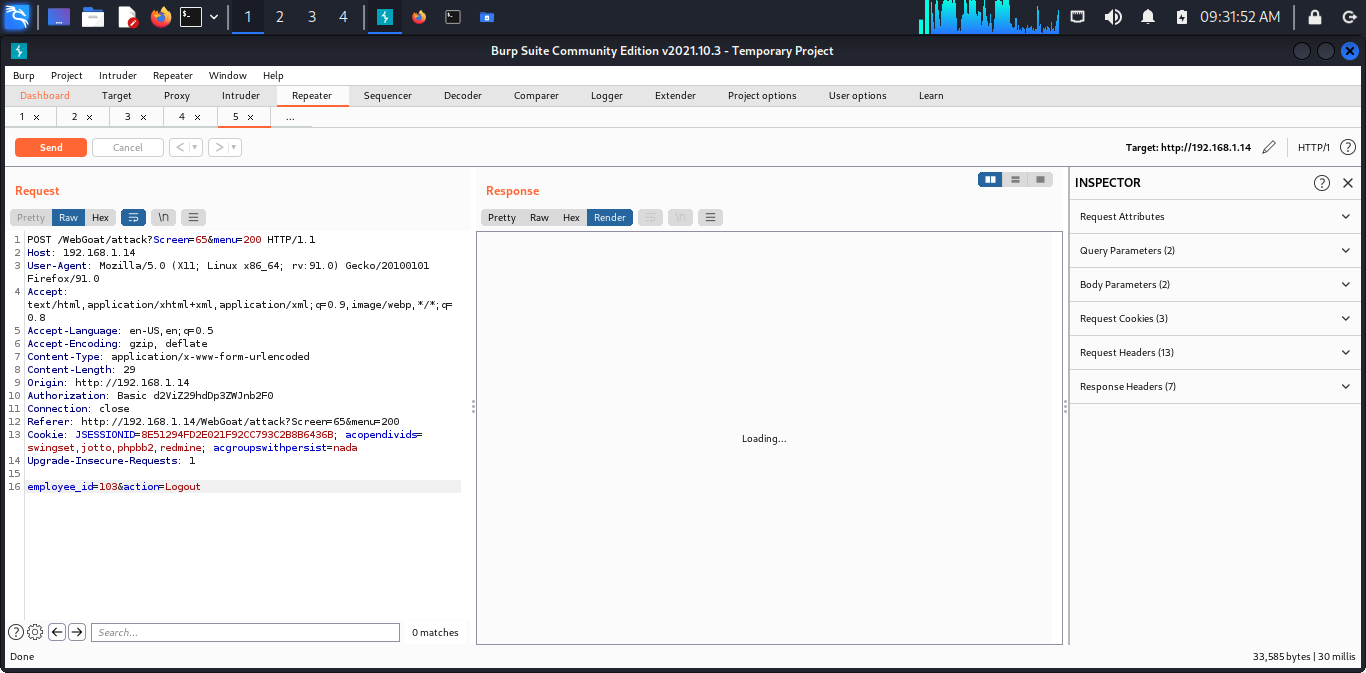 1 2 3 4 09:31:52 AM
Burp Suite Community Edition v2021.10.3 - Temporary Project
Burp Project Intruder Repeater Window Help
Dashboard Target Proxy Intruder Repeater Sequencer Decoder Comparer Logger Extender Project options User options Learn
1 × 2 × 3 × 4 × 5 × ...
Send Cancel < > Target: http://192.168.1.14 HTTP/1 ?
Request
Pretty Raw Hex \n
1 POST /WebGoat/attack?Screen=65&menu=200 HTTP/1.1
2 Host: 192.168.1.14
3 User-Agent: Mozilla/5.0 (X11; Linux x86_64; rv:91.0) Gecko/20100101
Firefox/91.0
4 Accept:
text/html,application/xhtml+xml,application/xml;q=0.9,image/webp,*/*;q=
0.8
5 Accept-Language: en-US,en;q=0.5
6 Accept-Encoding: gzip, deflate
7 Content-Type: application/x-www-form-urlencoded
8 Content-Length: 29
9 Origin: http://192.168.1.14
10 Authorization: Basic d2ViZ29hdDp3ZWJnb2F0
11 Connection: close
12 Referer: http://192.168.1.14/WebGoat/attack?Screen=65&menu=200
13 Cookie: JSESSIONID=8E51294FD2E021F92CC793C2B8B6436B; acopendivids=
swingset,jotto,phpbb2,redmine; acgroupswithpersist=nada
14 Upgrade-Insecure-Requests: 1
15
16 employee_id=103&action=Logout
? Search... 0 matches
Response
Pretty Raw Hex Render \n
Loading...
INSPECTOR ? ×
Request Attributes
Query Parameters (2)
Body Parameters (2)
Request Cookies (3)
Request Headers (13)
Response Headers (7)
Done 33,585 bytes | 30 millis